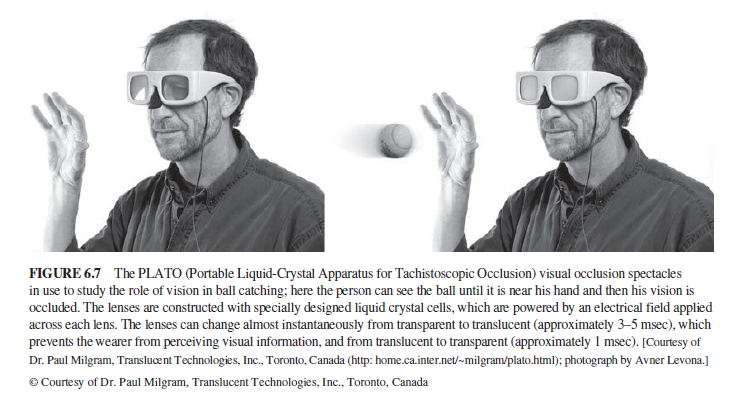 FIGURE 6.7 The PLATO (Portable Liquid-Crystal Apparatus for Tachistoscopic Occlusion) visual occlusion spectacles
in use to study the role of vision in ball catching; here the person can see the ball until it is near his hand and then his vision is
occluded. The lenses are constructed with specially designed liquid crystal cells, which are powered by an electrical field applied
across each lens. The lenses can change almost instantaneously from transparent to translucent (approximately 3–5 msec), which
prevents the wearer from perceiving visual information, and from translucent to transparent (approximately 1 msec). [Courtesy of
Dr. Paul Milgram, Translucent Technologies, Inc., Toronto, Canada (http: home.ca.inter.net/~milgram/plato.html); photograph by Avner Levona.]
© Courtesy of Dr. Paul Milgram, Translucent Technologies, Inc., Toronto, Canada